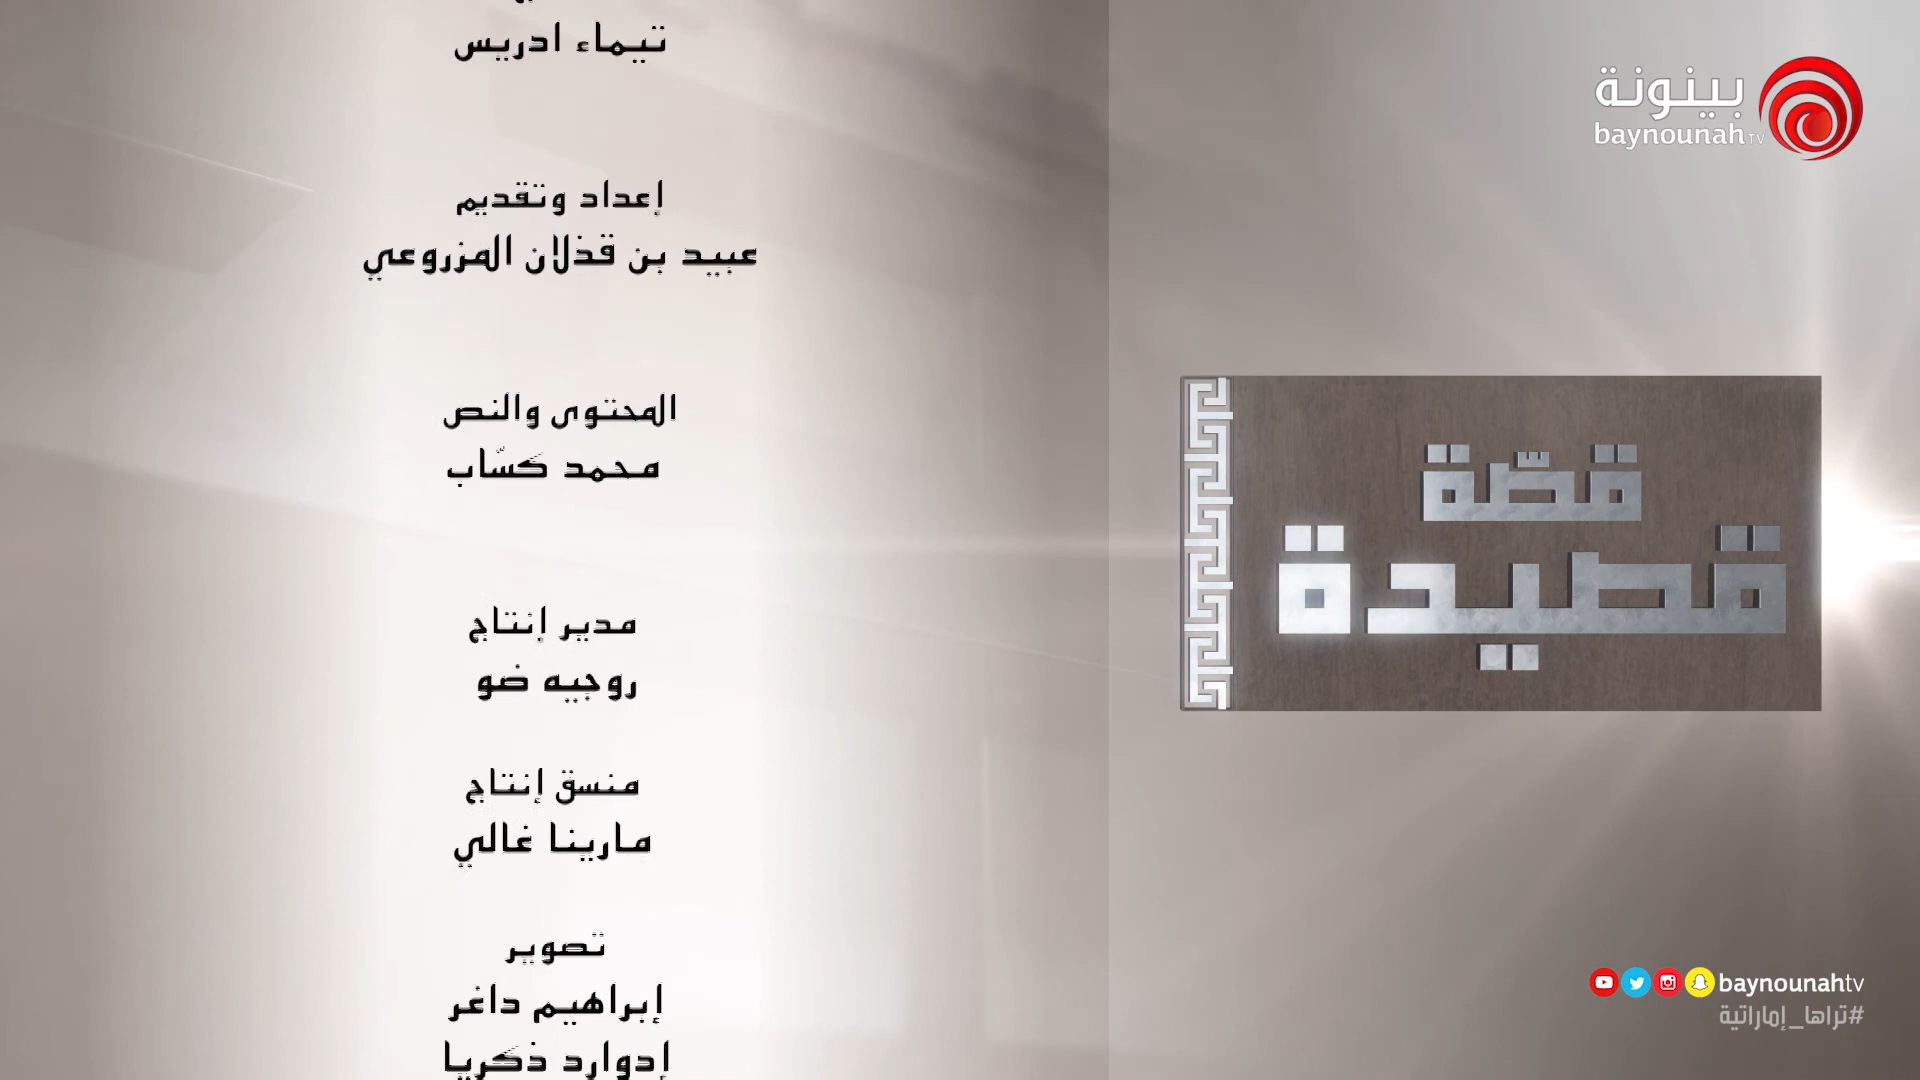 تيماء ادريس
إعداد وتقديم
عبيد بن قذلان المزروعي
المحتوى والنص
محمد كسّاب
مدير إنتاج
روجيه ضو
منسق إنتاج
مارينا غالي
تصوير
إبراهيم داغر
إدوارد ذكريا
بينونة
baynounah TV
قصّة
قصيدة
baynounahtv
#تراها_إماراتية